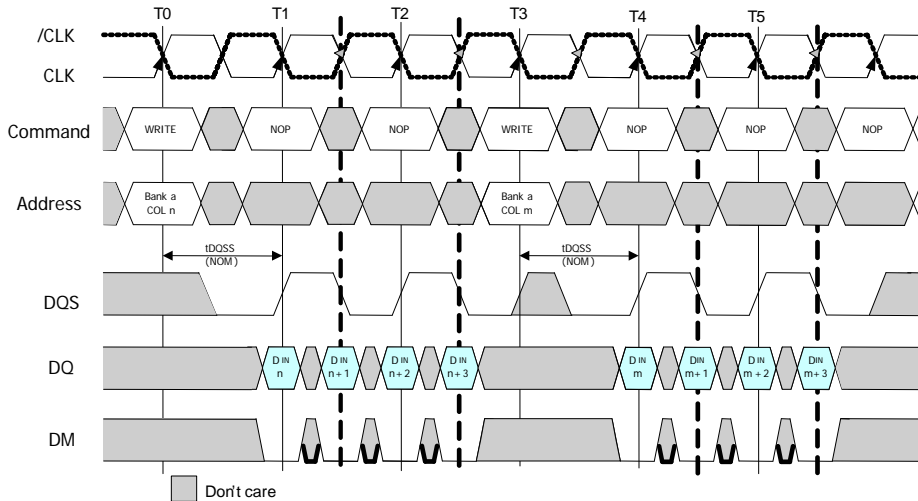 T0 T1 T2 T3 T4 T5
/CLK
CLK
Command WRITE NOP NOP WRITE NOP NOP NOP
Address Bank a COL n Bank a COL m
tDQSS (NOM) tDQSS (NOM)
DQS
DQ D IN n D IN n+1 D IN n+2 D IN n+3 D IN m D IN m+1 D IN m+2 D IN m+3
DM
Don't care